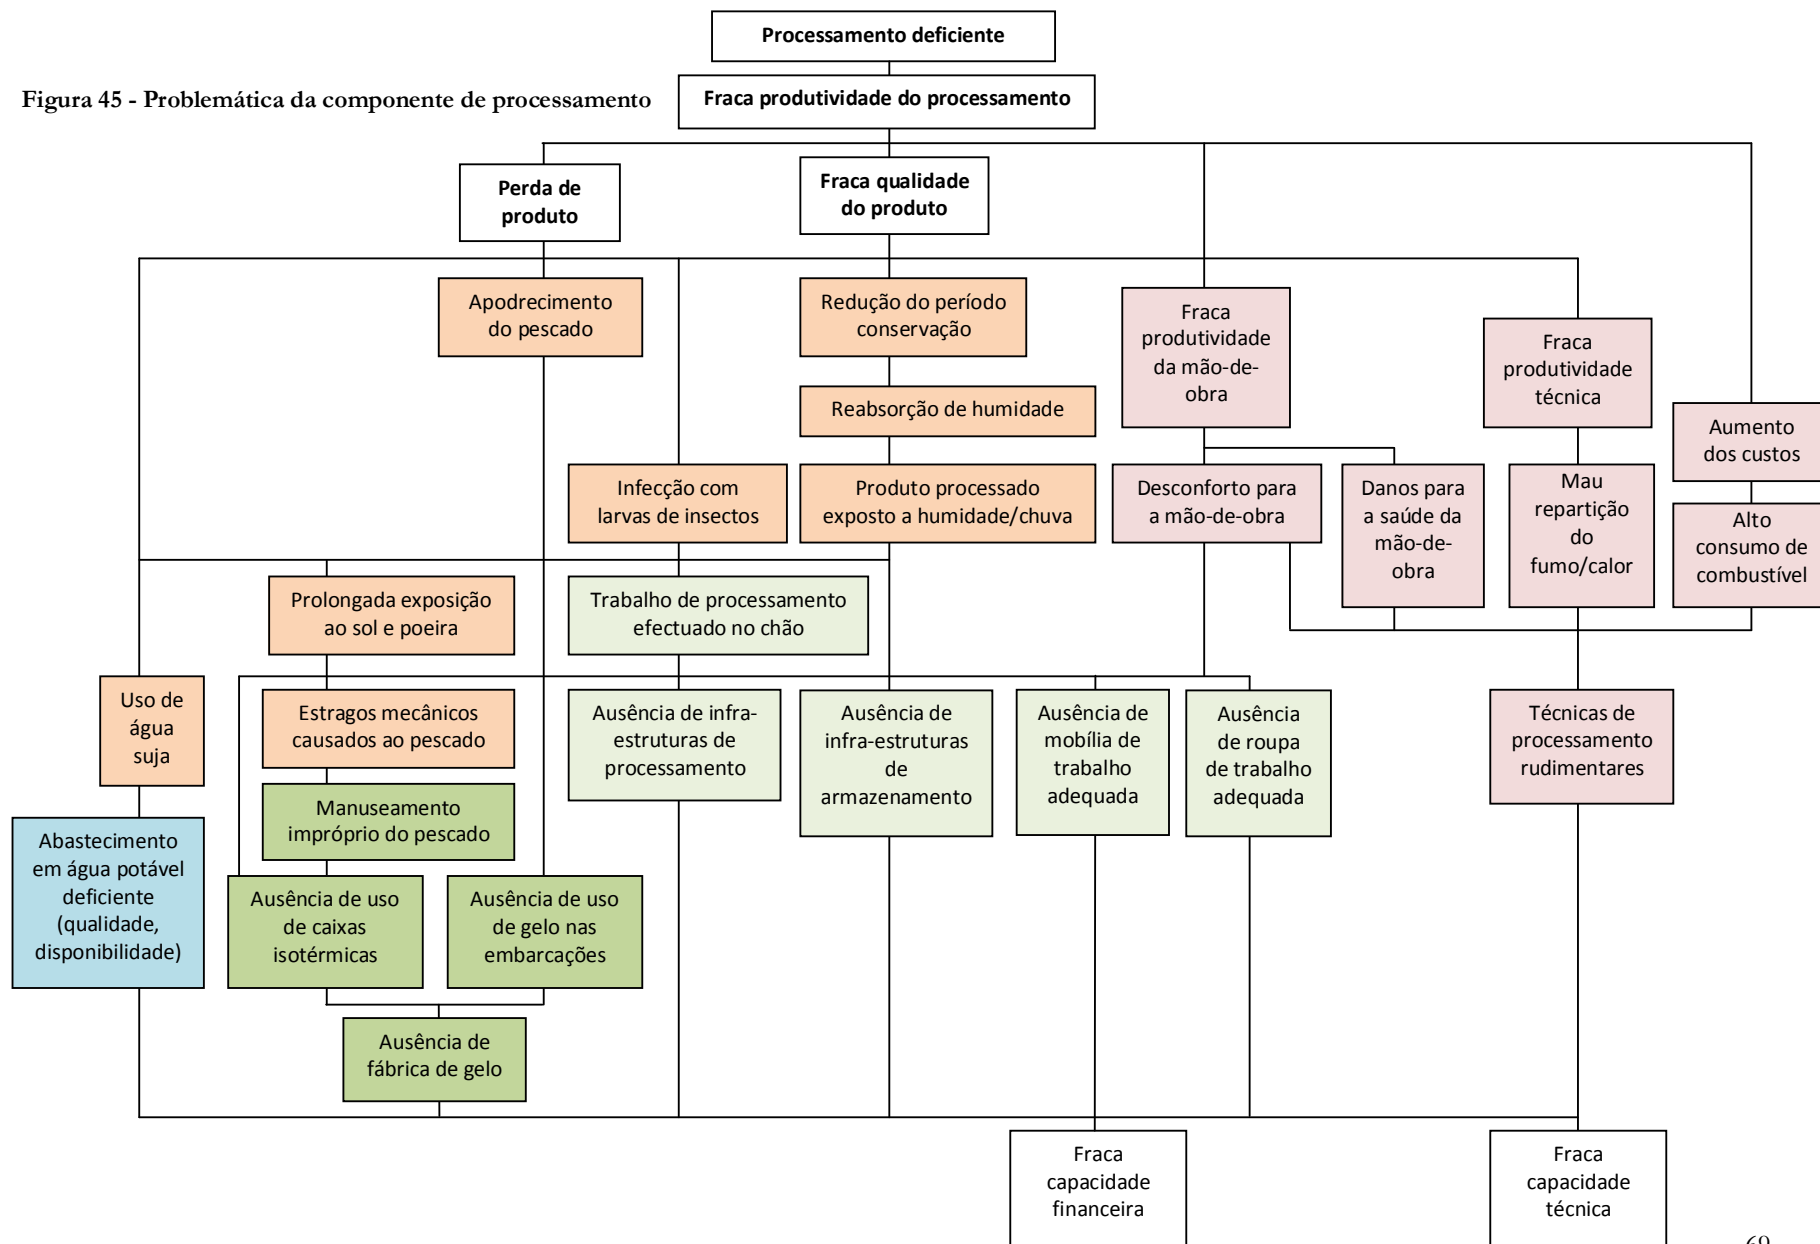 Processamento deficiente
Figura 45 - Problemática da componente de processamento
Fraca produtividade do processamento
Perda de
produto
Fraca qualidade
do produto
Apodrecimento
do pescado
Redução do período
conservação
Fraca
produtividade
da mão-de-
obra
Fraca
produtividade
técnica
Reabsorção de humidade
Aumento
dos custos
Infecção com
larvas de insectos
Produto processado
exposto a humidade/chuva
Desconforto para
a mão-de-obra
Danos para
a saúde da
mão-de-
obra
Mau
repartição
do
fumo/calor
Alto
consumo de
combustível
Prolongada exposição
ao sol e poeira
Trabalho de processamento
efectuado no chão
Uso de
água
suja
Estragos mecânicos
causados ao pescado
Ausência de infra-
estruturas de
processamento
Ausência de
infra-estruturas
de
armazenamento
Ausência de
mobília de
trabalho
adequada
Ausência
de roupa
de trabalho
adequada
Técnicas de
processamento
rudimentares
Manuseamento
impróprio do pescado
Abastecimento
em água potável
deficiente
(qualidade,
disponibilidade)
Ausência de uso
de caixas
isotérmicas
Ausência de uso
de gelo nas
embarcações
Ausência de
fábrica de gelo
Fraca
capacidade
financeira
Fraca
capacidade
técnica